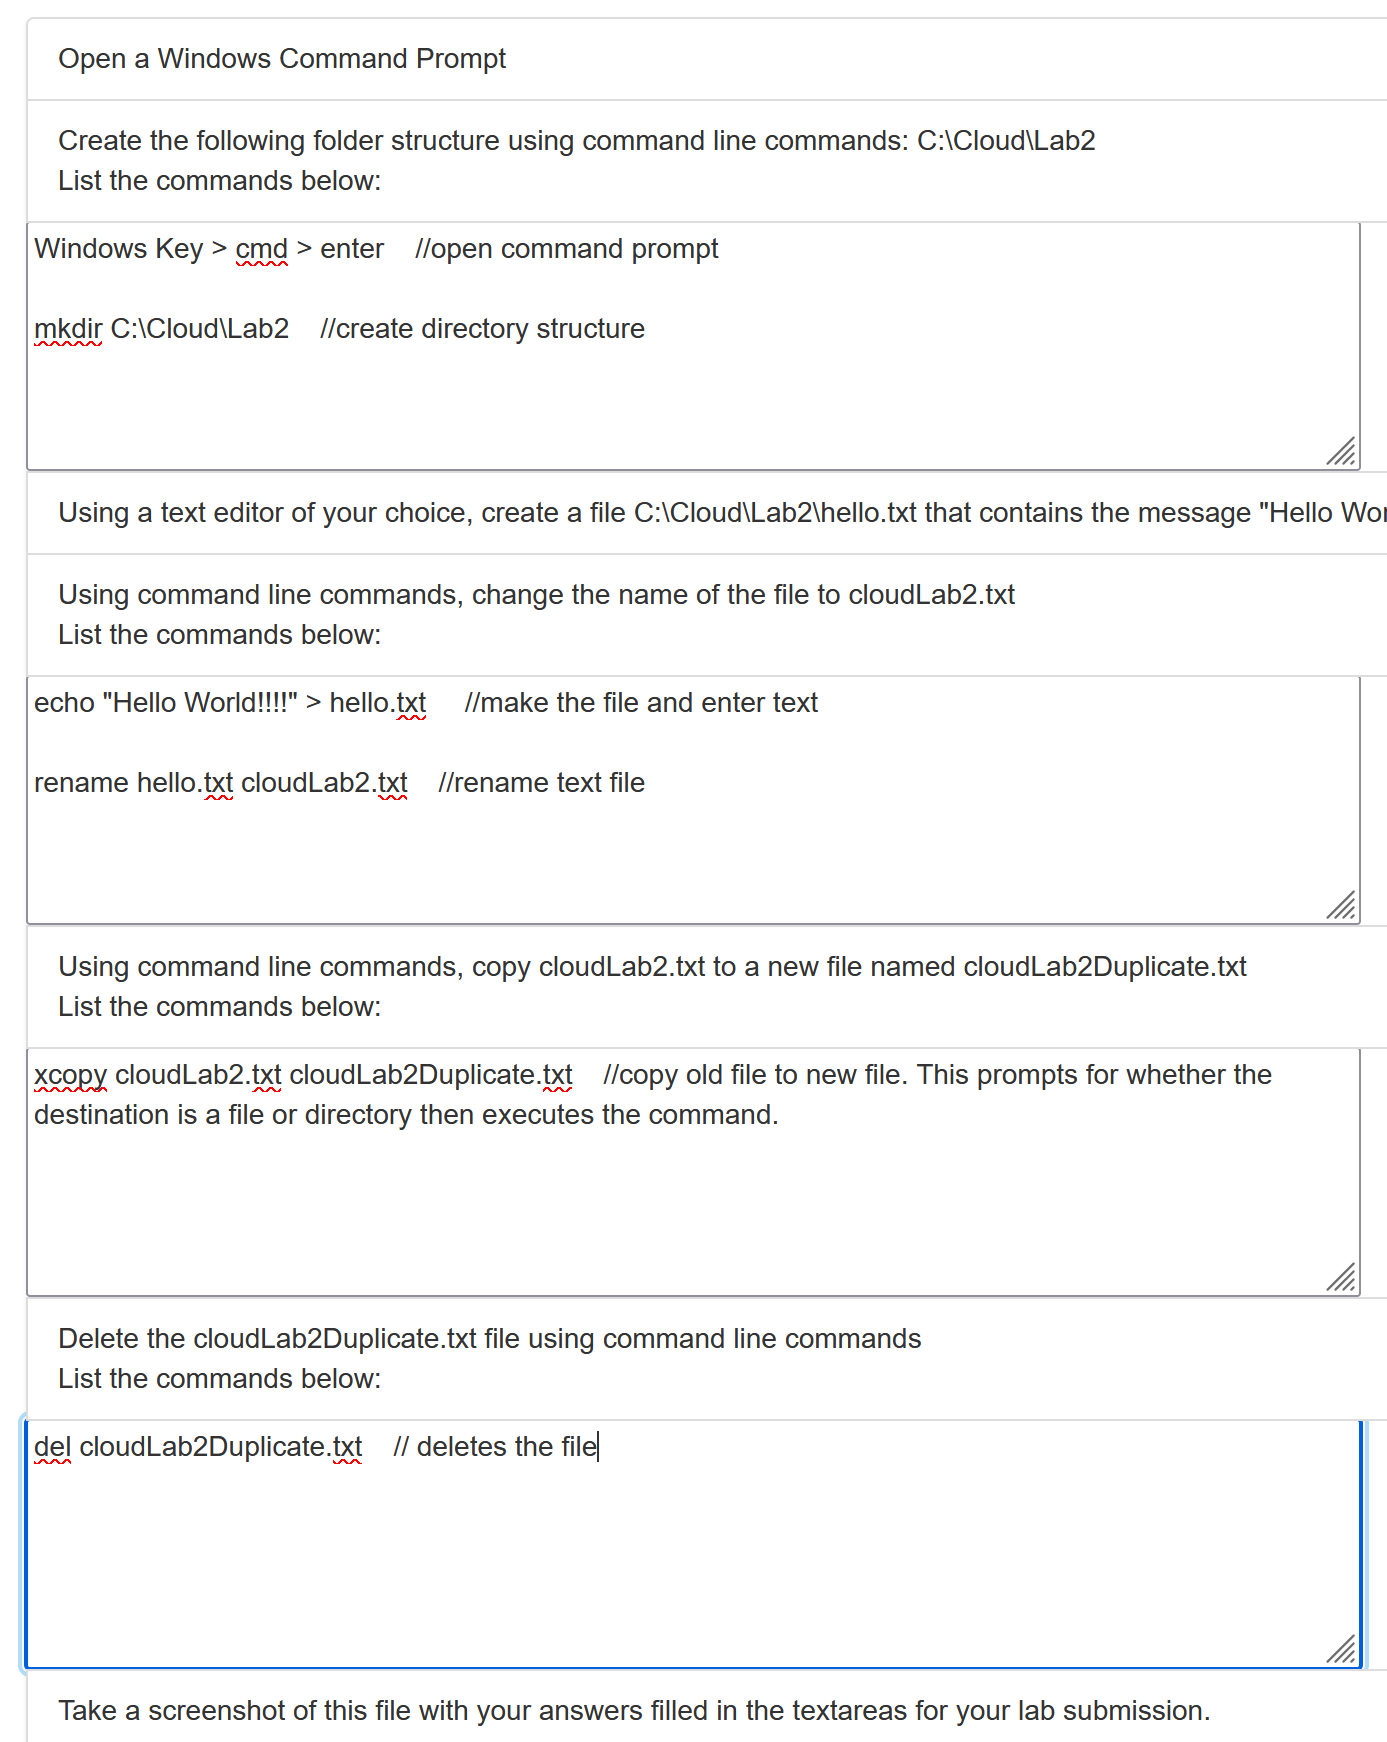 Open a Windows Command Prompt
Create the following folder structure using command line commands: C:\Cloud\Lab2
List the commands below:
Windows Key > cmd > enter    //open command prompt
mkdir C:\Cloud\Lab2    //create directory structure
Using a text editor of your choice, create a file C:\Cloud\Lab2\hello.txt that contains the message "Hello Wor
Using command line commands, change the name of the file to cloudLab2.txt
List the commands below:
echo "Hello World!!!!" > hello.txt     //make the file and enter text
rename hello.txt cloudLab2.txt    //rename text file
Using command line commands, copy cloudLab2.txt to a new file named cloudLab2Duplicate.txt
List the commands below:
xcopy cloudLab2.txt cloudLab2Duplicate.txt    //copy old file to new file. This prompts for whether the
destination is a file or directory then executes the command.
Delete the cloudLab2Duplicate.txt file using command line commands
List the commands below:
del cloudLab2Duplicate.txt    // deletes the file
Take a screenshot of this file with your answers filled in the textareas for your lab submission.